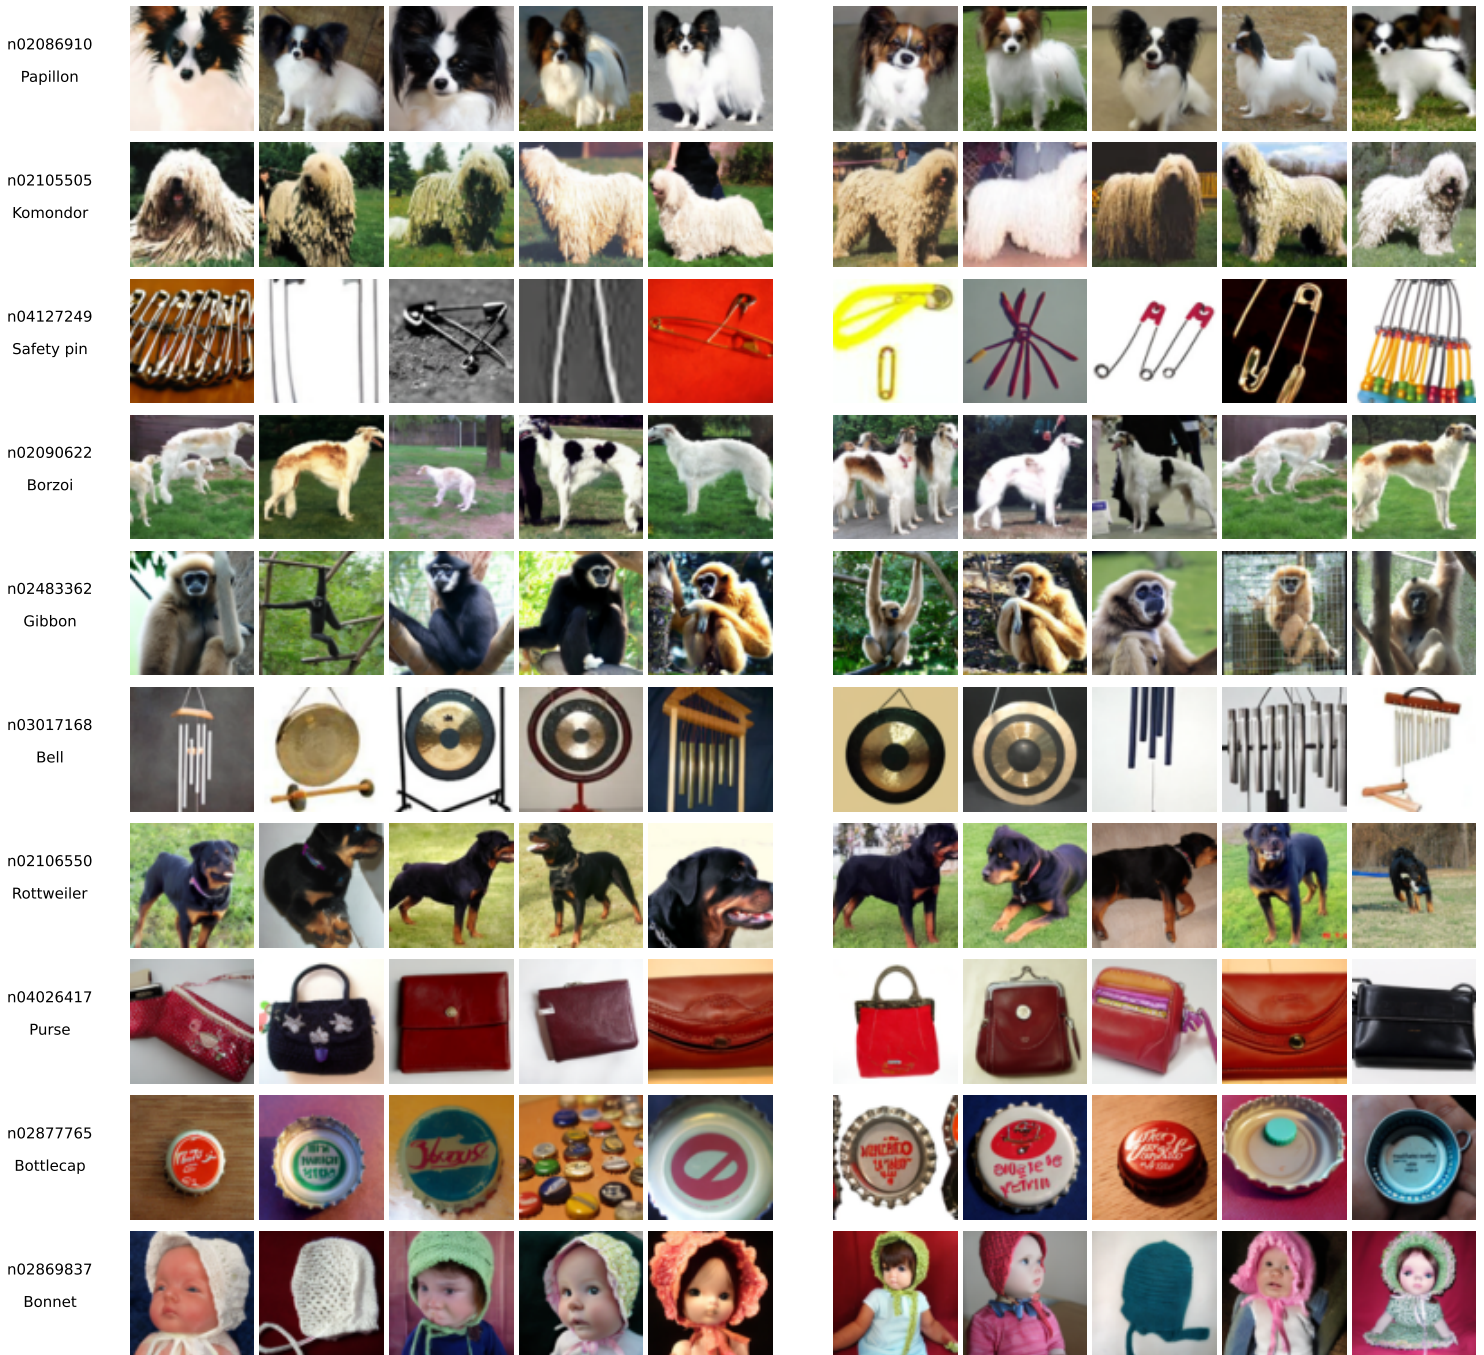 n02086910
Papillon
n02105505
Komondor
n04127249
Safety pin
n02090622
Borzoi
n02483362
Gibbon
n03017168
Bell
n02106550
Rottweiler
n04026417
Purse
n02877765
Bottlecap
n02869837
Bonnet